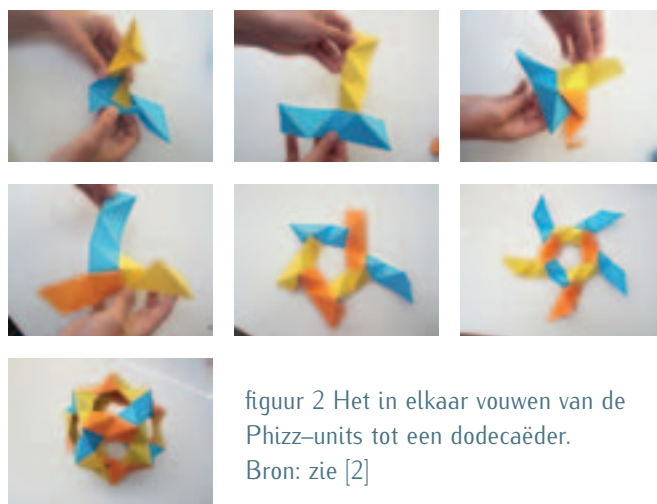 figuur 2 Het in elkaar vouwen van de
Phizz–units tot een dodecaëder.
Bron: zie [2]